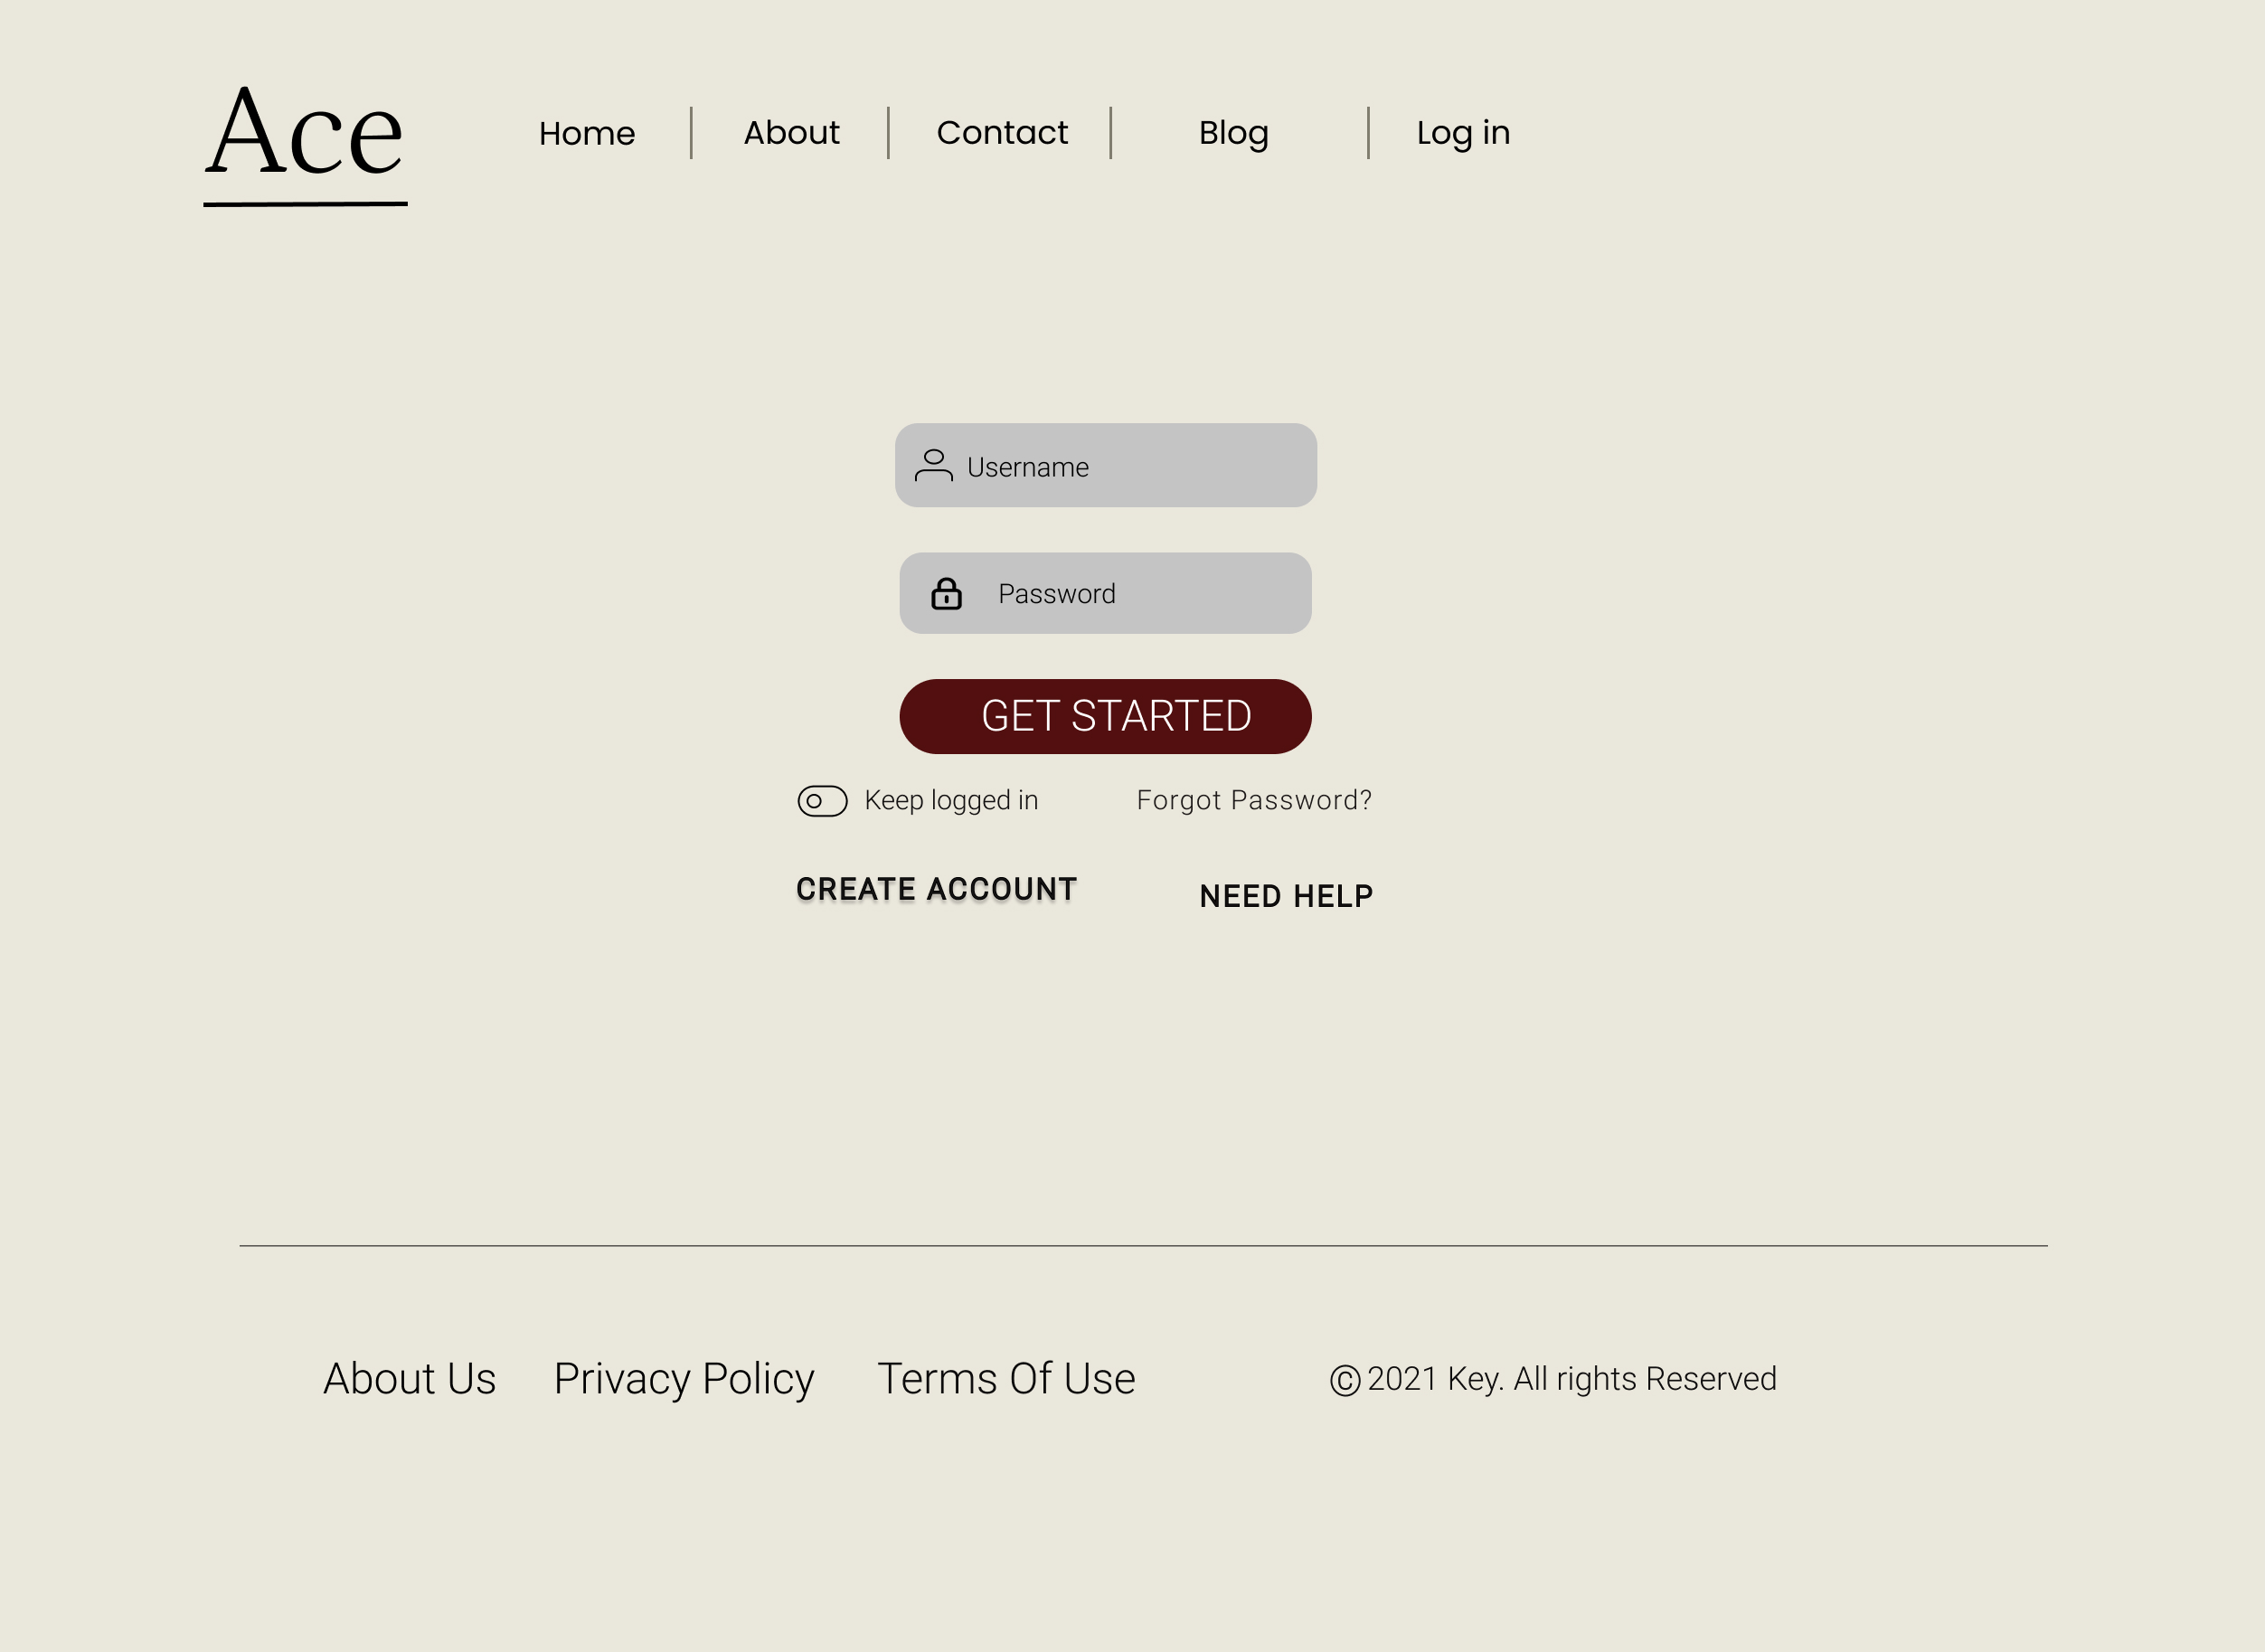 Ace
Home About Contact Blog Log in
Username
Password
GET STARTED
Keep logged in Forgot Password?
CREATE ACCOUNT NEED HELP
About Us Privacy Policy Terms Of Use © 2021 Key. All rights Reserved